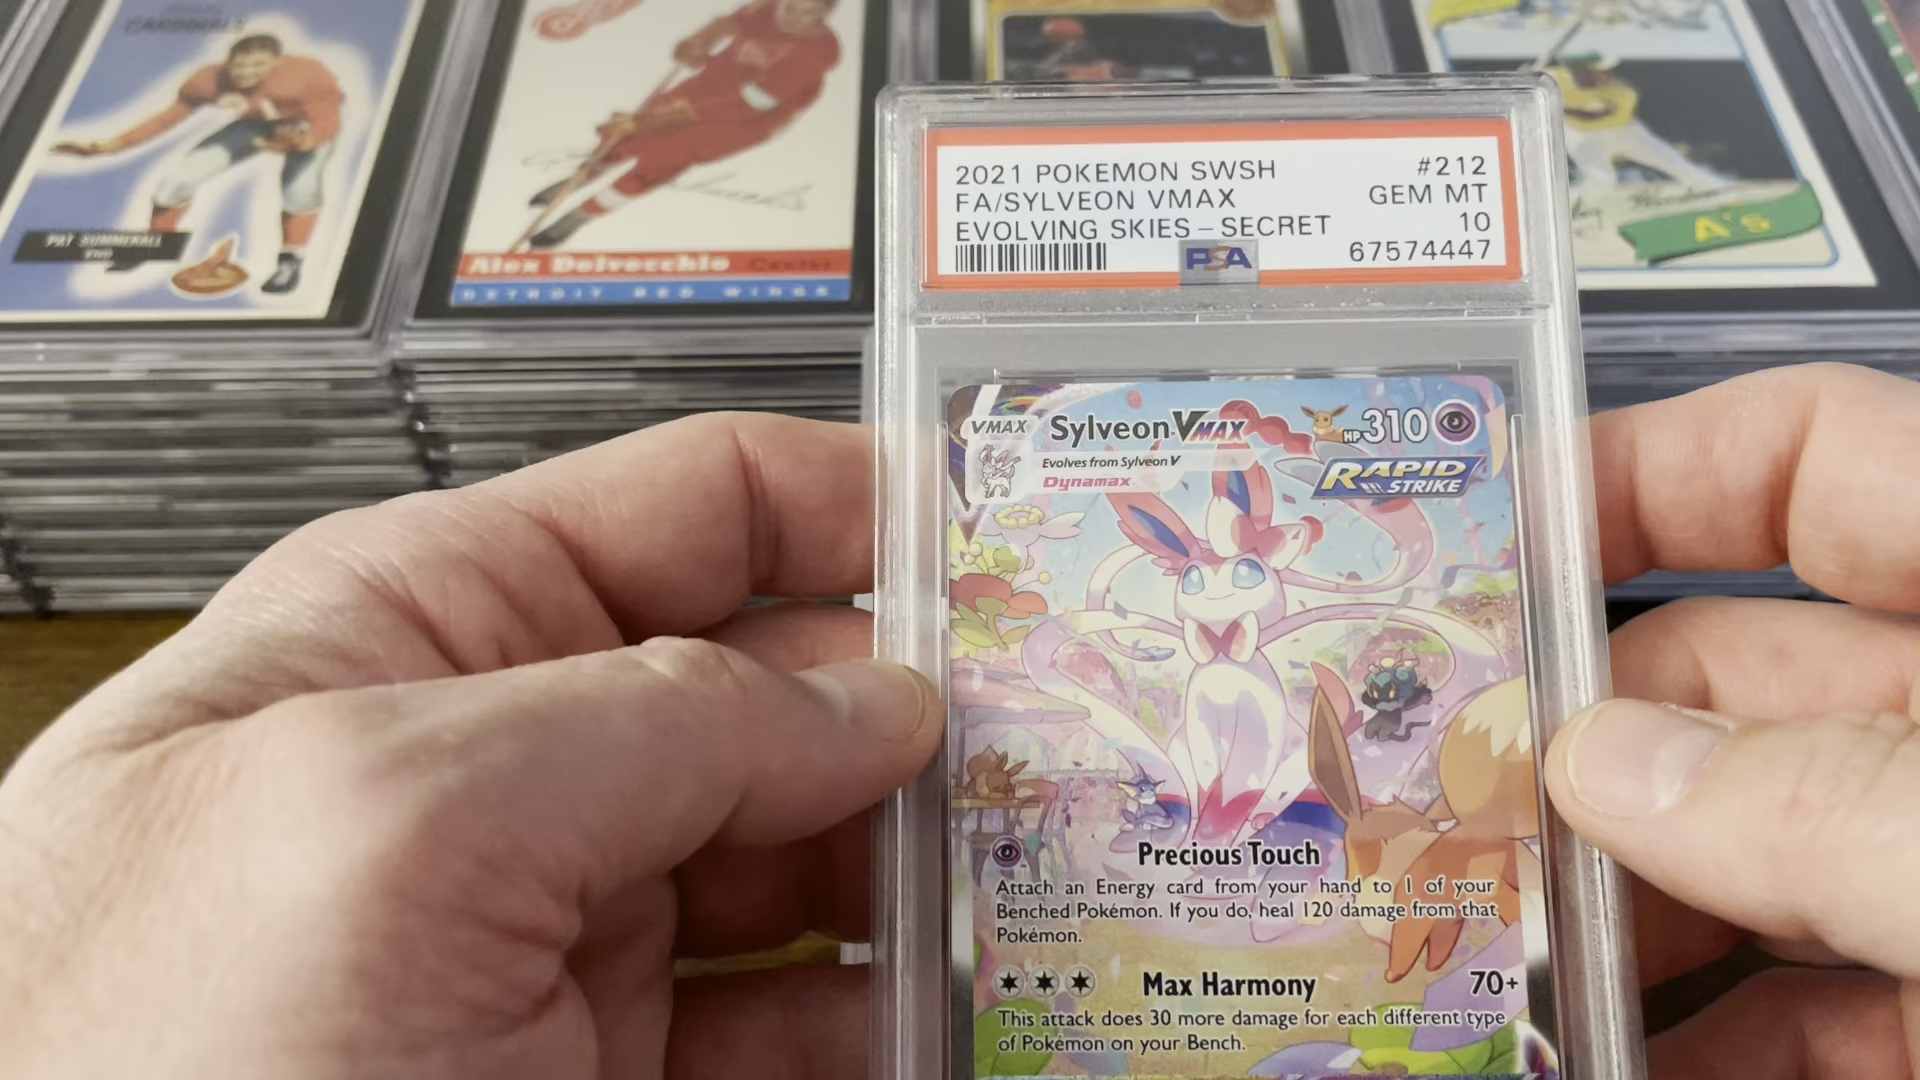 CARDINALS
PAT SUMMERALL
END
Alex Delvecchio Center
DETROIT RED WINGS
A's
2021 POKEMON SWSH #212
FA/SYLVEON VMAX GEM MT
EVOLVING SKIES - SECRET 10
PSA 67574447
VMAX Sylveon VMAX HP 310
Evolves from Sylveon V
Dynamax
RAPID
STRIKE
Precious Touch
Attach an Energy card from your hand to 1 of your
Benched Pokémon. If you do, heal 120 damage from that
Pokémon.
Max Harmony 70+
This attack does 30 more damage for each different type
of Pokémon on your Bench.